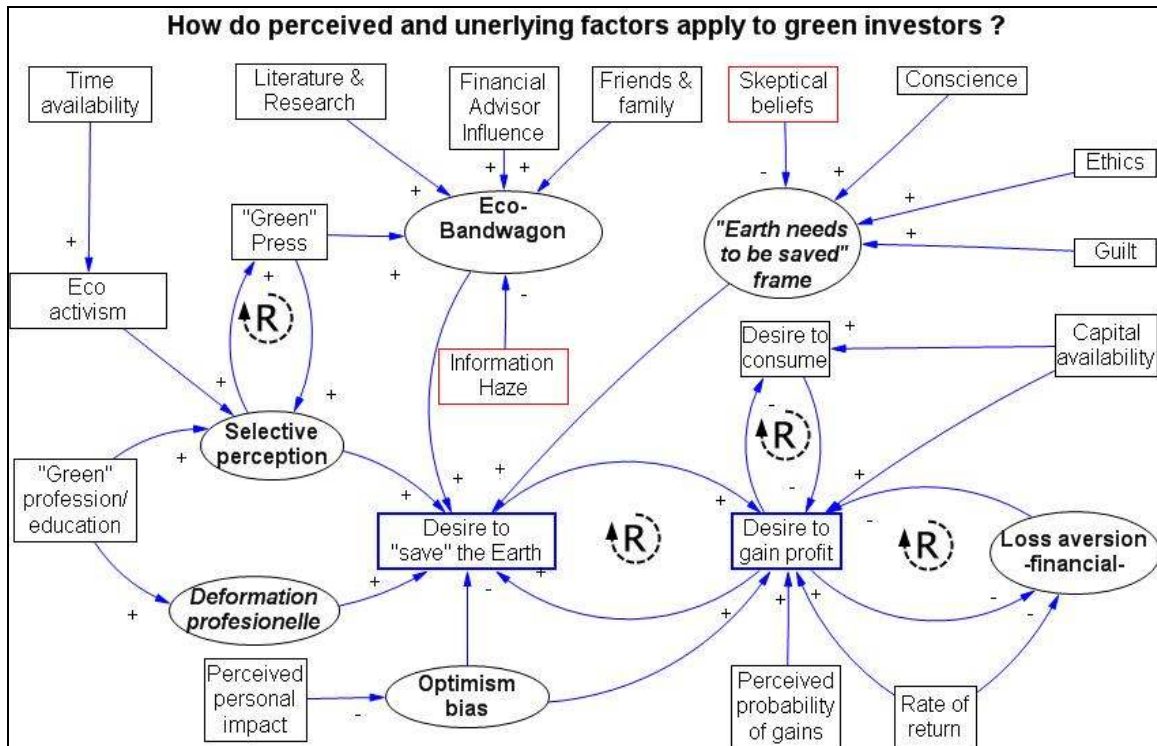 How do perceived and unerlying factors apply to green investors ?
Time
availability
Literature &
Research
Financial
Advisor
Influence
Friends &
family
Skeptical
beliefs
Conscience
Ethics
Guilt
"Green"
Press
Eco-
Bandwagon
"Earth needs
to be saved"
frame
Eco
activism
R
Information
Haze
Desire to
consume
Capital
availability
R
Selective
perception
"Green"
profession/
education
Desire to
"save" the Earth
R
Desire to
gain profit
R
Loss aversion
-financial-
Deformation
profesionelle
Perceived
personal
impact
Optimism
bias
Perceived
probability
of gains
Rate of
return
+
+
+
+
-
+
+
+
+
+
+
-
+
+
+
+
-
-
+
+
+
+
+
+
-
+
+
-
+
-
+
+
+
-
-
-